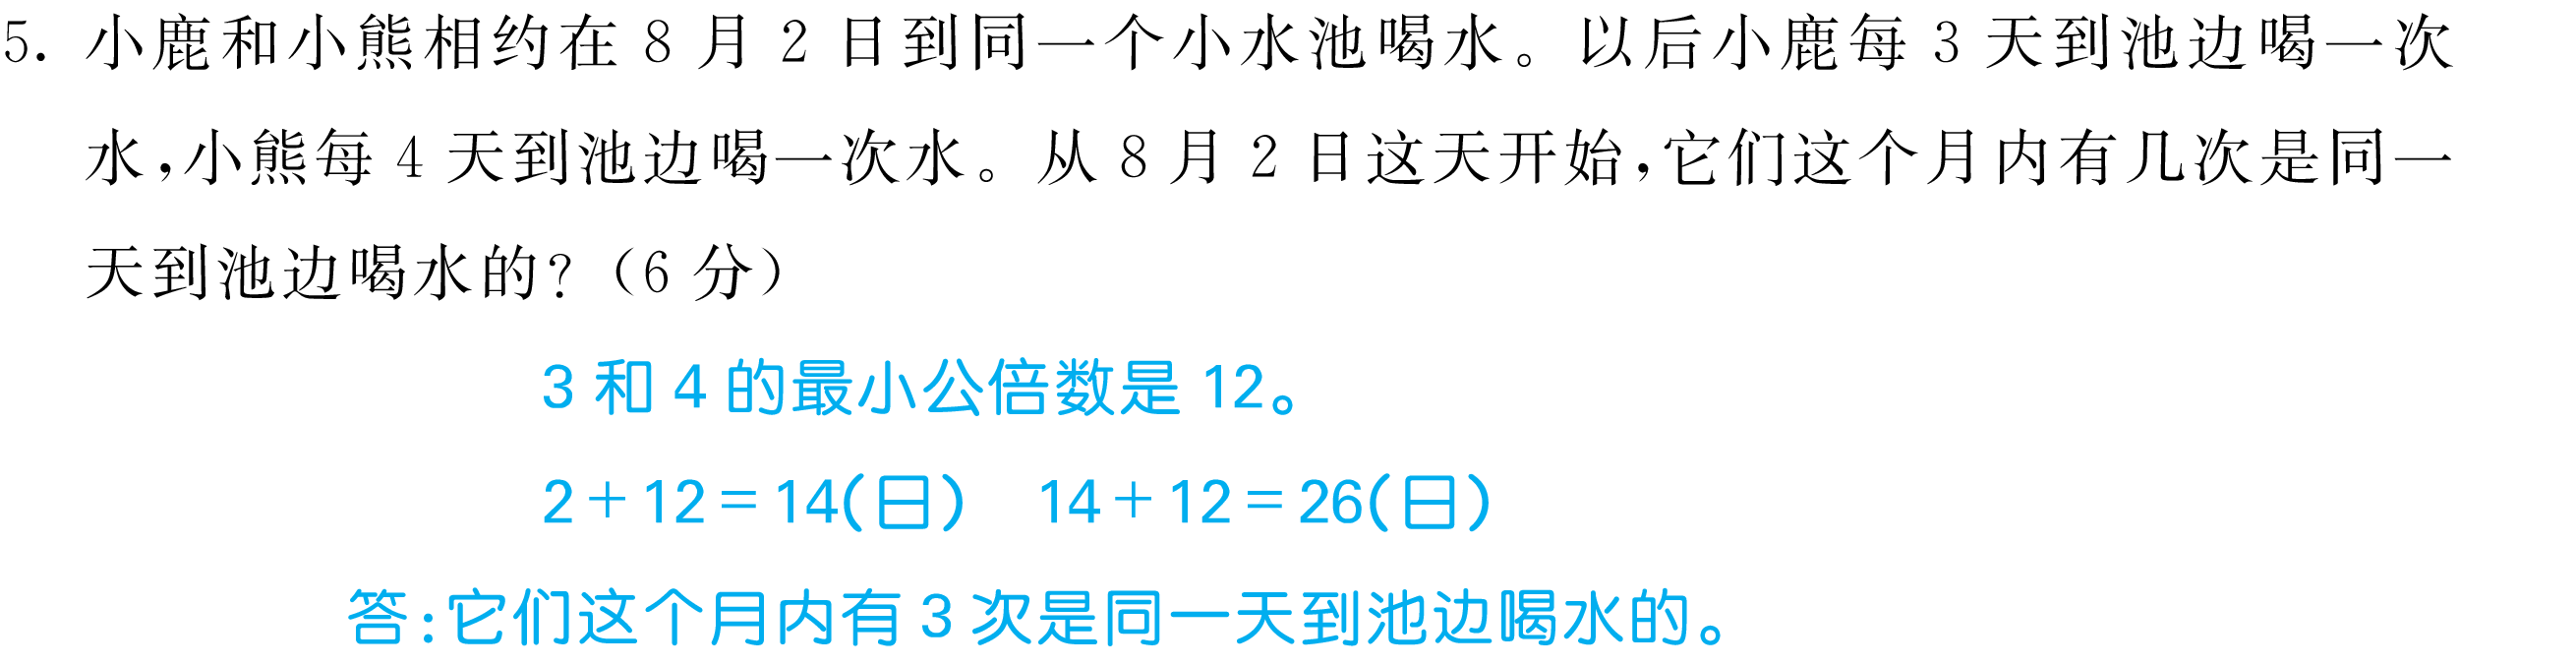 5. 小鹿和小熊相约在 8 月 2 日到同一个小水池喝水。以后小鹿每 3 天到池边喝一次
水,小熊每 4 天到池边喝一次水。从 8 月 2 日这天开始,它们这个月内有几次是同一
天到池边喝水的?(6 分)
3 和 4 的最小公倍数是 12。
2+12=14(日) 14+12=26(日)
答:它们这个月内有 3 次是同一天到池边喝水的。